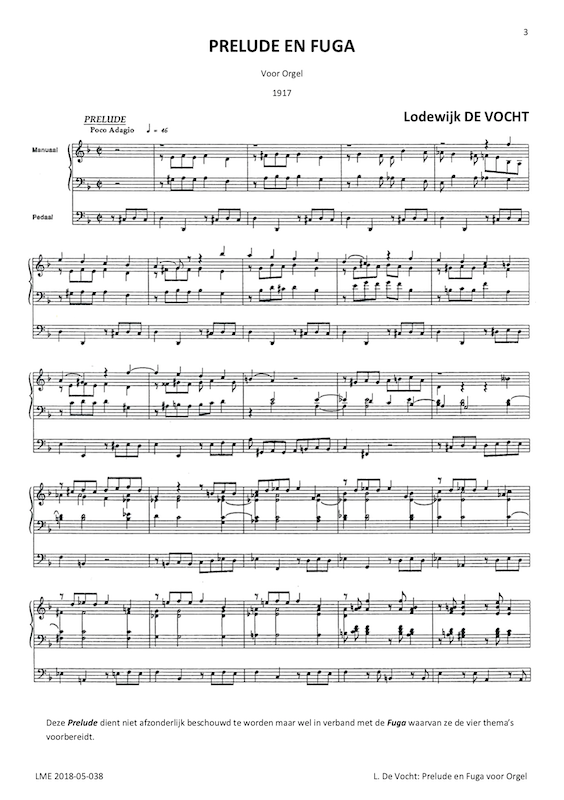 3
PRELUDE EN FUGA
Voor Orgel
1917
Lodewijk DE VOCHT
PRELUDE
Poco Adagio ♩ = 46
Manuaal
Pedaal
Deze Prelude dient niet afzonderlijk beschouwd te worden maar wel in verband met de Fuga waarvan ze de vier thema's
voorbereidt.
LME 2018-05-038
L. De Vocht: Prelude en Fuga voor Orgel